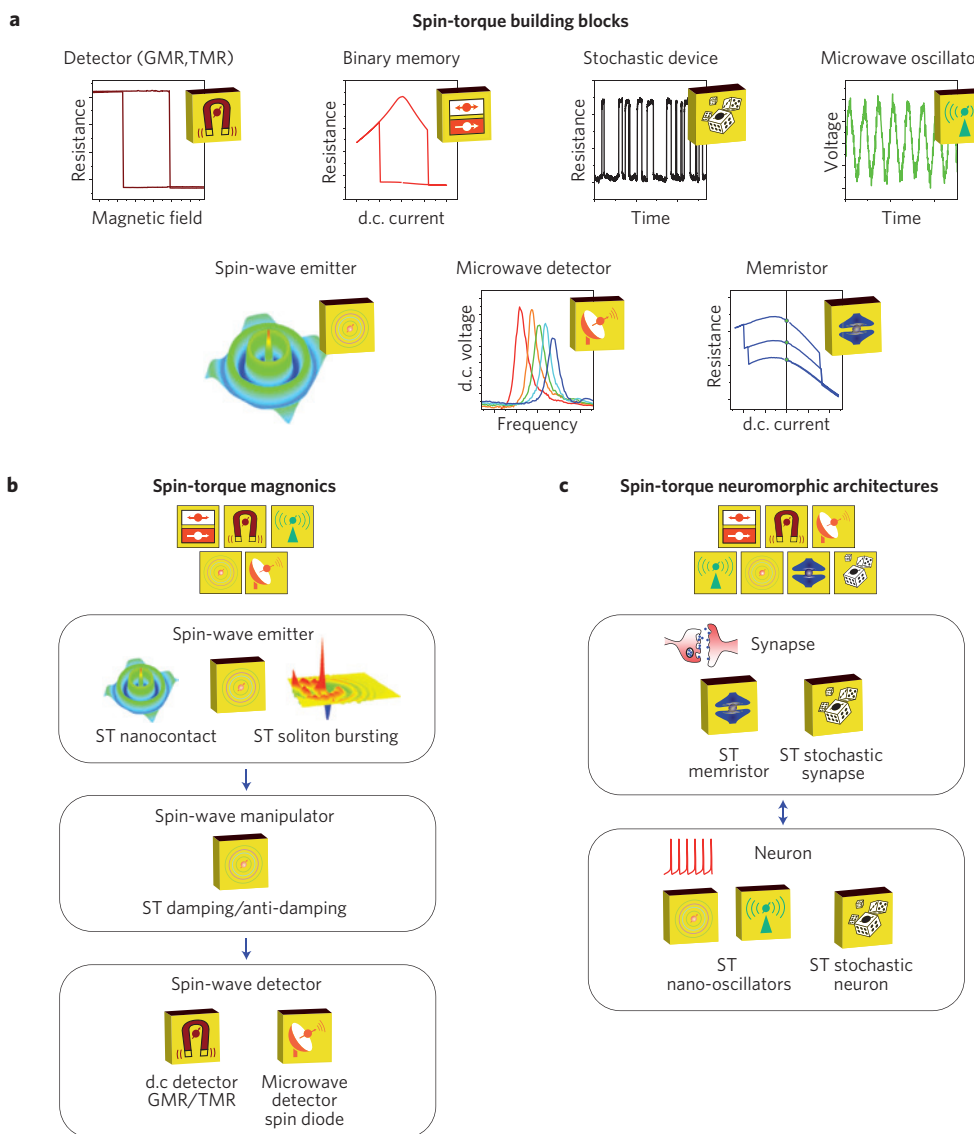 a
Spin-torque building blocks
Detector (GMR,TMR)
Binary memory
Stochastic device
Microwave oscillato
Resistance
Resistance
Resistance
Voltage
Magnetic field
d.c. current
Time
Time
Spin-wave emitter
Microwave detector
Memristor
d.c. voltage
Resistance
Frequency
d.c. current
b
Spin-torque magnonics
Spin-wave emitter
ST nanocontact
ST soliton bursting
Spin-wave manipulator
ST damping/anti-damping
Spin-wave detector
d.c detector
GMR/TMR
Microwave
detector
spin diode
c
Spin-torque neuromorphic architectures
Synapse
ST
memristor
ST stochastic
synapse
Neuron
ST
nano-oscillators
ST stochastic
neuron